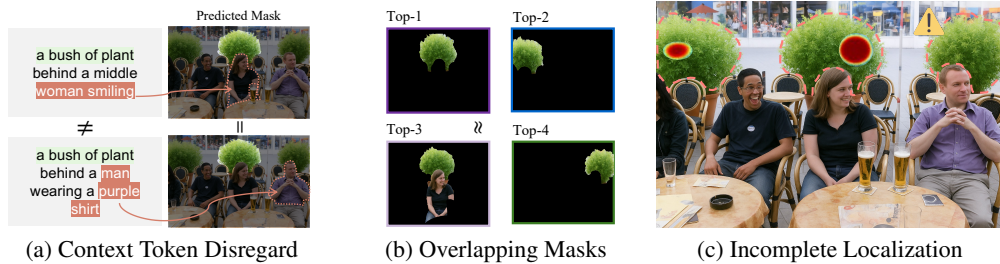 Predicted Mask
a bush of plant
behind a middle
woman smiling
≠
=
a bush of plant
behind a man
wearing a purple
shirt
(a) Context Token Disregard
Top-1
Top-2
Top-3
≈
Top-4
(b) Overlapping Masks
(c) Incomplete Localization